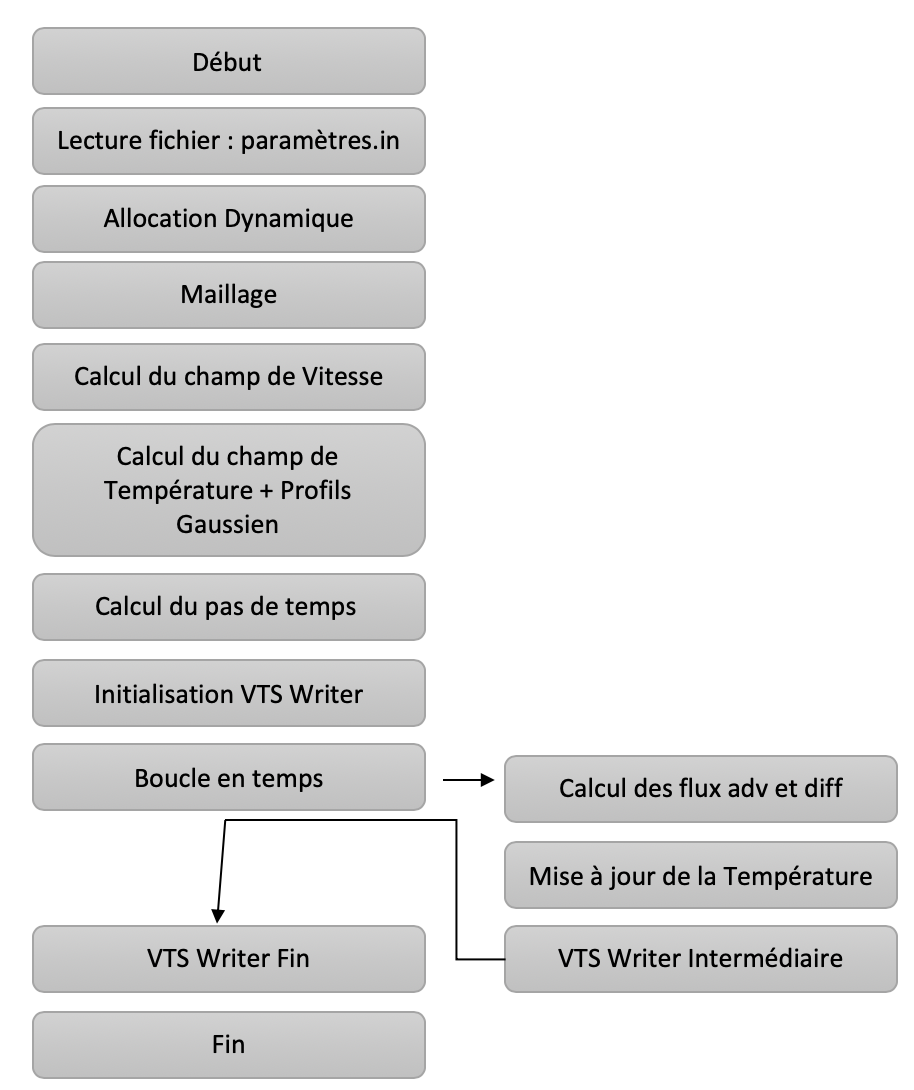 Début
Lecture fichier : paramètres.in
Allocation Dynamique
Maillage
Calcul du champ de Vitesse
Calcul du champ de
Température + Profils
Gaussien
Calcul du pas de temps
Initialisation VTS Writer
Boucle en temps
Calcul des flux adv et diff
Mise à jour de la Température
VTS Writer Intermédiaire
VTS Writer Fin
Fin